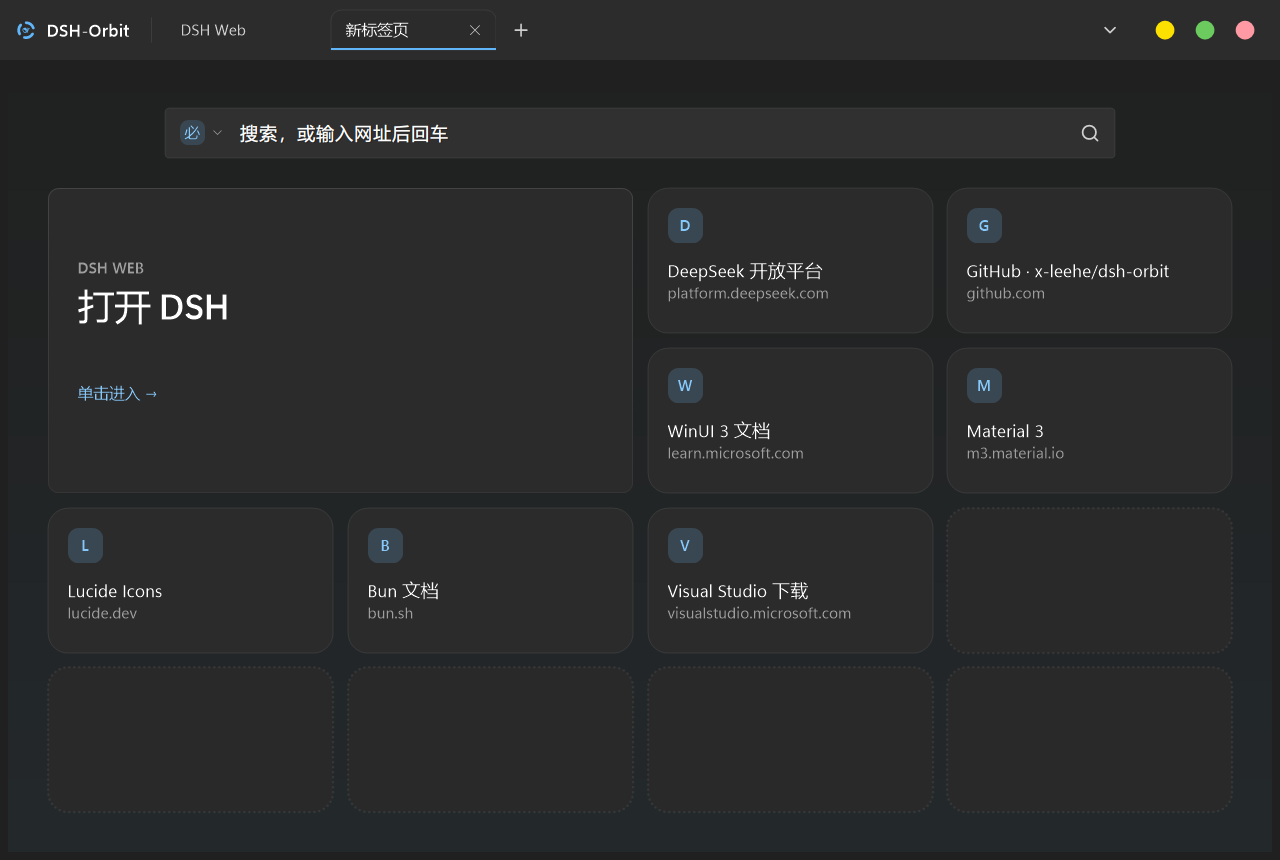 DSH-Orbit
DSH Web
新标签页
必
搜索，或输入网址后回车
DSH WEB
打开 DSH
单击进入 →
D
DeepSeek 开放平台
platform.deepseek.com
G
GitHub · x-leehe/dsh-orbit
github.com
W
WinUI 3 文档
learn.microsoft.com
M
Material 3
m3.material.io
L
Lucide Icons
lucide.dev
B
Bun 文档
bun.sh
V
Visual Studio 下载
visualstudio.microsoft.com